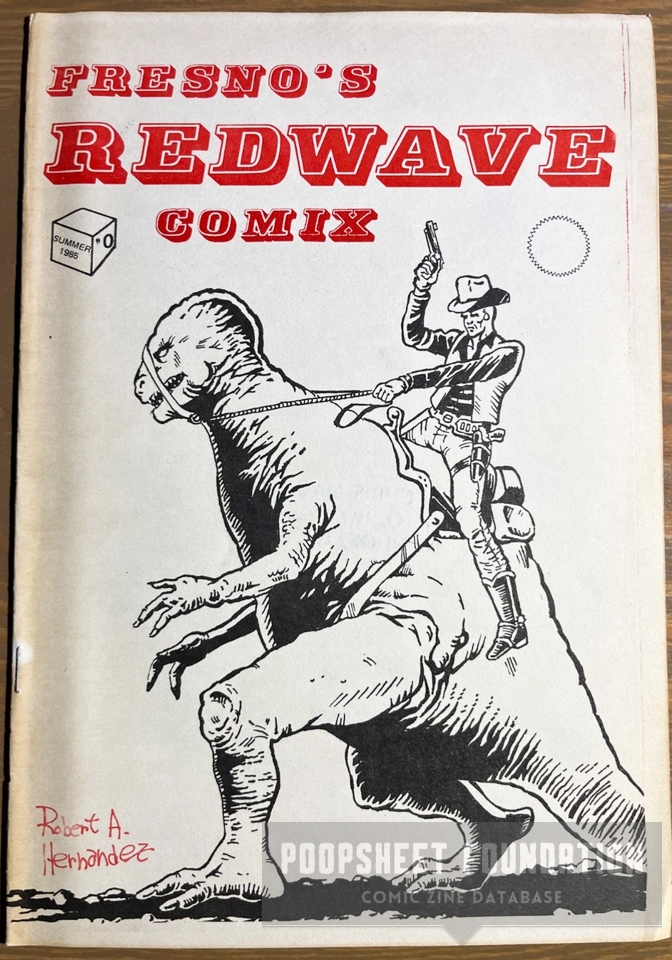 FRESNO'S
REDWAVE
COMIX
SUMMER
1985
#0
Robert A.
Hernandez
POOPSHEET FOUNDATION
COMIC ZINE DATABASE